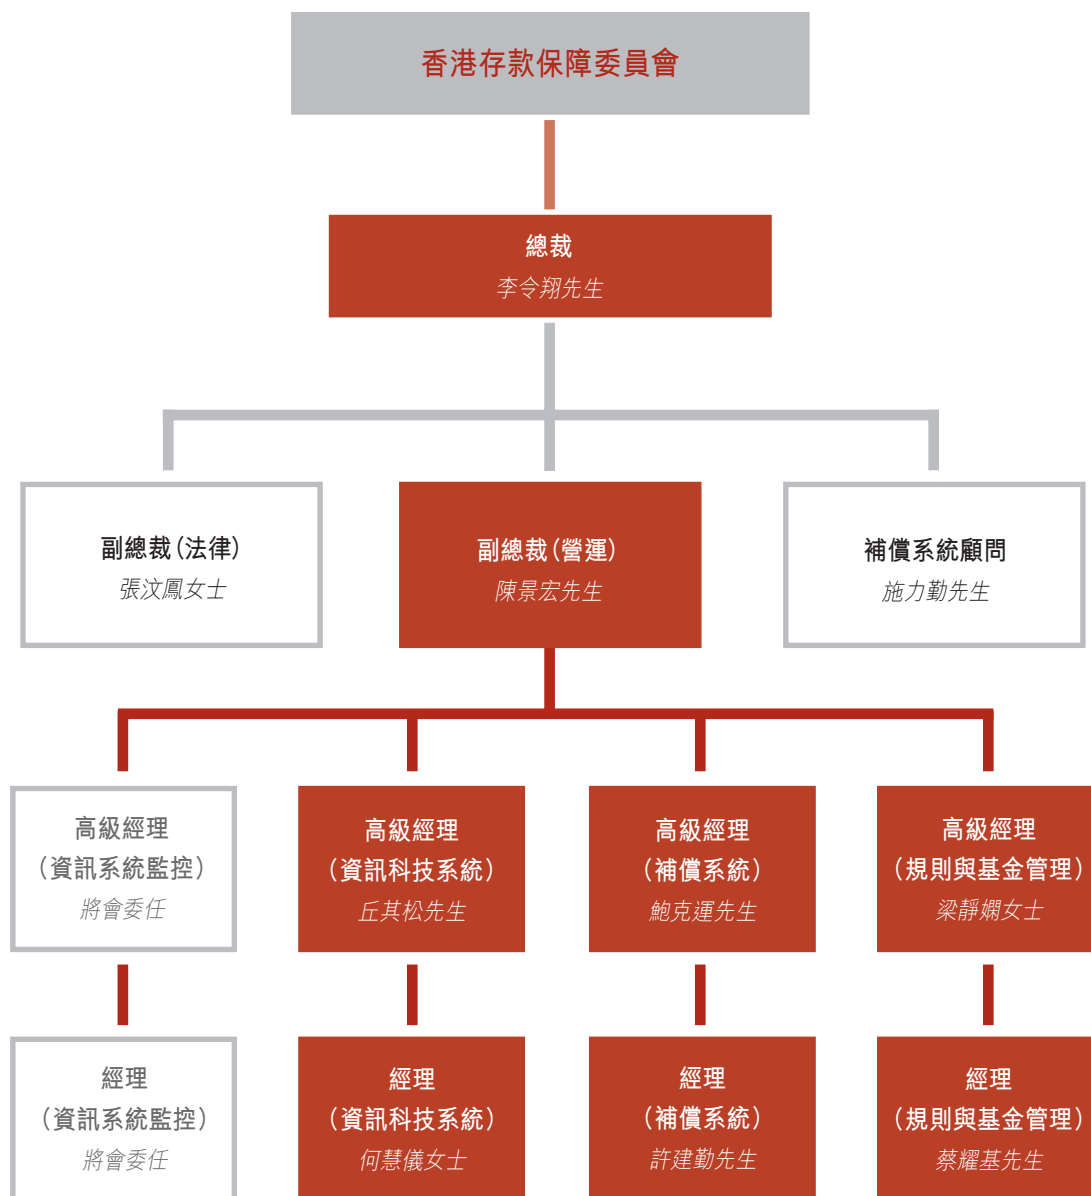 香港存款保障委員會
總裁
李令翔先生
副總裁(法律)
張汶鳳女士
副總裁(營運)
陳景宏先生
補償系統顧問
施力勤先生
高級經理
(資訊系統監控)
將會委任
高級經理
(資訊科技系統)
丘其松先生
高級經理
(補償系統)
鮑克運先生
高級經理
(規則與基金管理)
梁靜嫻女士
經理
(資訊系統監控)
將會委任
經理
(資訊科技系統)
何慧儀女士
經理
(補償系統)
許建勤先生
經理
(規則與基金管理)
蔡耀基先生